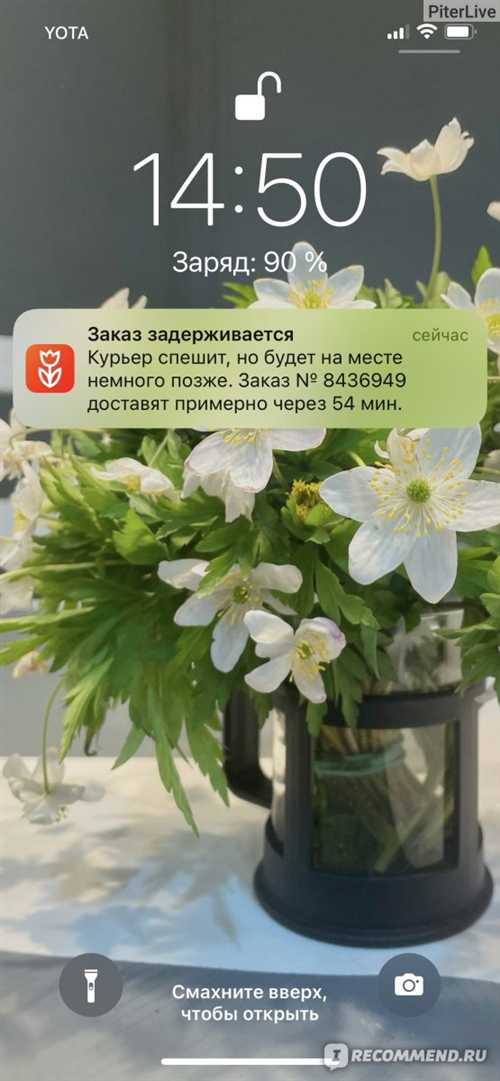 PiterLive
YOTA
14:50
Заряд: 90 %
Заказ задерживается
сейчас
Курьер спешит, но будет на месте
немного позже. Заказ № 8436949
доставят примерно через 54 мин.
Смахните вверх,
чтобы открыть
I RECOMMEND.RU